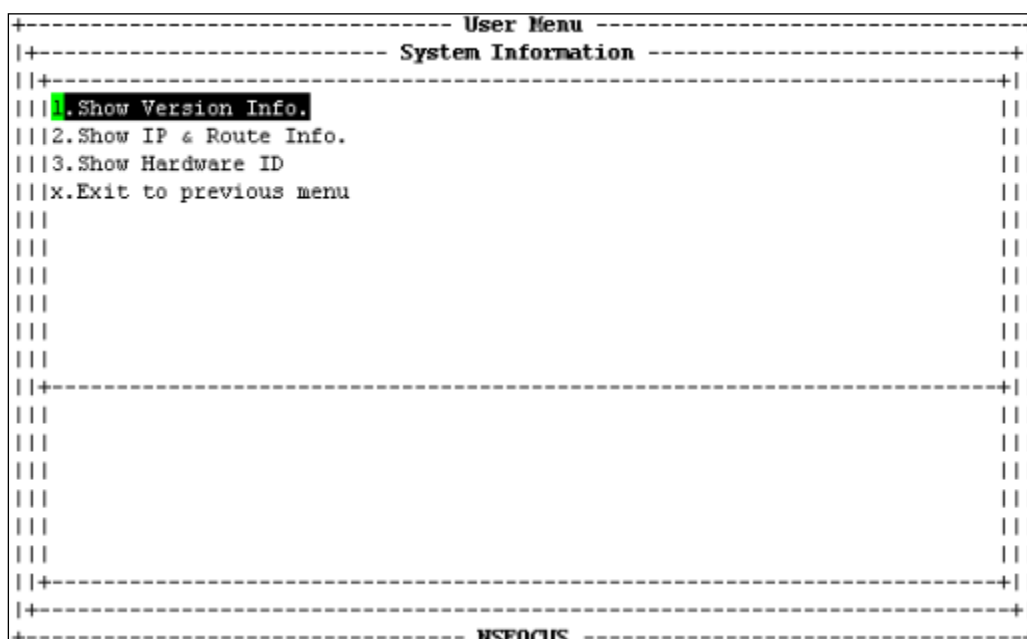 User Menu
System Information
1.Show Version Info.
2.Show IP & Route Info.
3.Show Hardware ID
x.Exit to previous menu
NSFOCUS